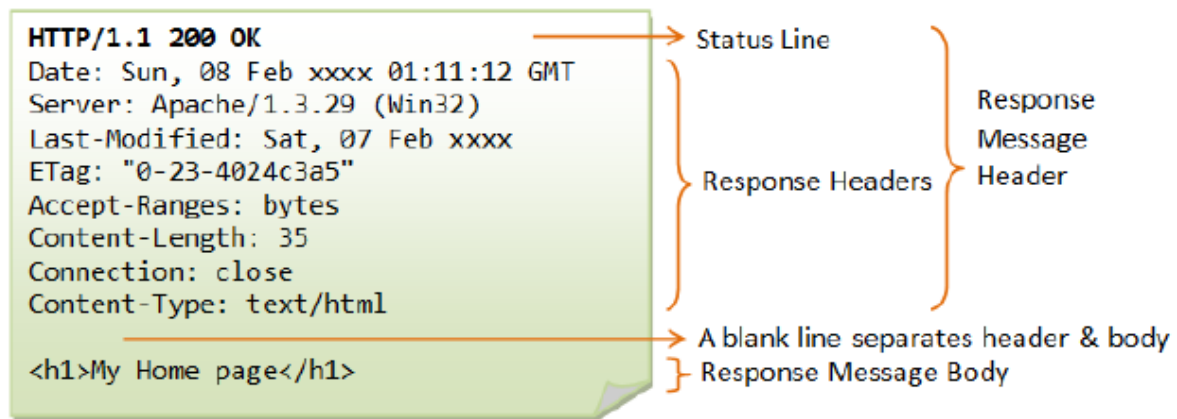 HTTP/1.1 200 OK
Date: Sun, 08 Feb xxxx 01:11:12 GMT
Server: Apache/1.3.29 (Win32)
Last-Modified: Sat, 07 Feb xxxx
ETag: "0-23-4024c3a5"
Accept-Ranges: bytes
Content-Length: 35
Connection: close
Content-Type: text/html
<h1>My Home page</h1>
Status Line
Response Headers
Response
Message
Header
A blank line separates header & body
Response Message Body